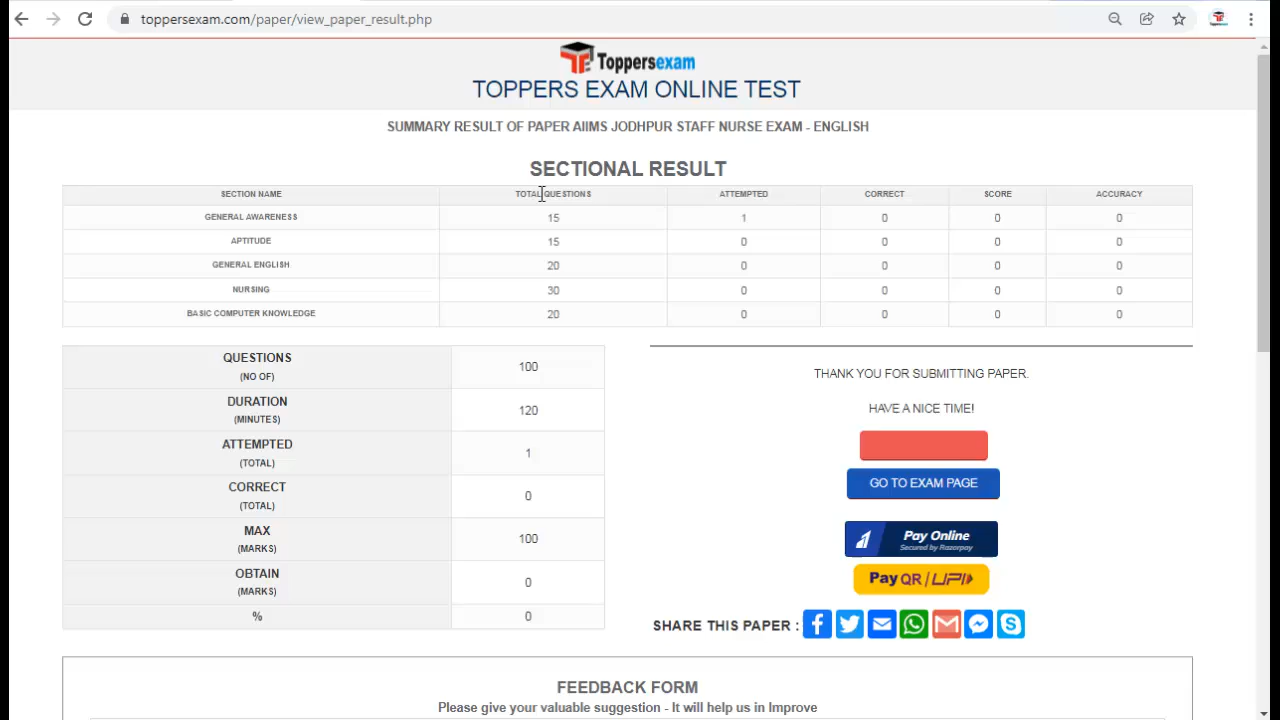 toppersexam.com/paper/view_paper_result.php
Toppersexam
TOPPERS EXAM ONLINE TEST
SUMMARY RESULT OF PAPER AIIMS JODHPUR STAFF NURSE EXAM - ENGLISH
SECTIONAL RESULT
SECTION NAME TOTAL QUESTIONS ATTEMPTED CORRECT SCORE ACCURACY
GENERAL AWARENESS 15 1 0 0 0
APTITUDE 15 0 0 0 0
GENERAL ENGLISH 20 0 0 0 0
NURSING 30 0 0 0 0
BASIC COMPUTER KNOWLEDGE 20 0 0 0 0
QUESTIONS
(NO OF)
100
DURATION
(MINUTES)
120
ATTEMPTED
(TOTAL)
1
CORRECT
(TOTAL)
0
MAX
(MARKS)
100
OBTAIN
(MARKS)
0
% 0
THANK YOU FOR SUBMITTING PAPER.
HAVE A NICE TIME!
GO TO EXAM PAGE
Pay Online
Secured by Razorpay
Pay QR/UPI
SHARE THIS PAPER :
FEEDBACK FORM
Please give your valuable suggestion - It will help us in Improve